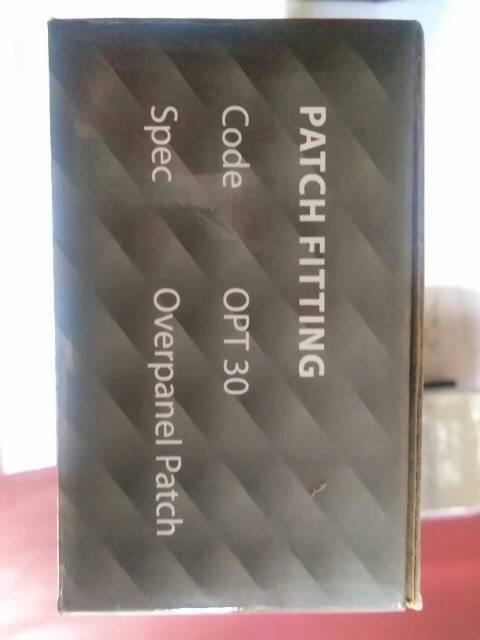 PATCH FITTING
Code OPT 30
Spec Overpanel Patch